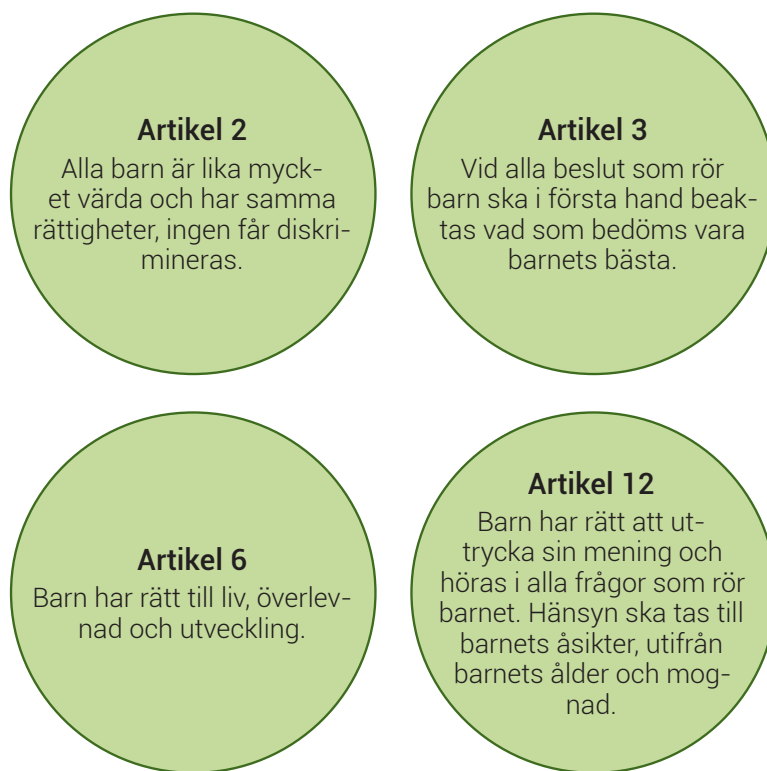 Artikel 2
Alla barn är lika myck-
et värda och har samma
rättigheter, ingen får diskri-
mineras.
Artikel 3
Vid alla beslut som rör
barn ska i första hand beak-
tas vad som bedöms vara
barnets bästa.
Artikel 6
Barn har rätt till liv, överlev-
nad och utveckling.
Artikel 12
Barn har rätt att ut-
trycka sin mening och
höras i alla frågor som rör
barnet. Hänsyn ska tas till
barnets åsikter, utifrån
barnets ålder och mog-
nad.